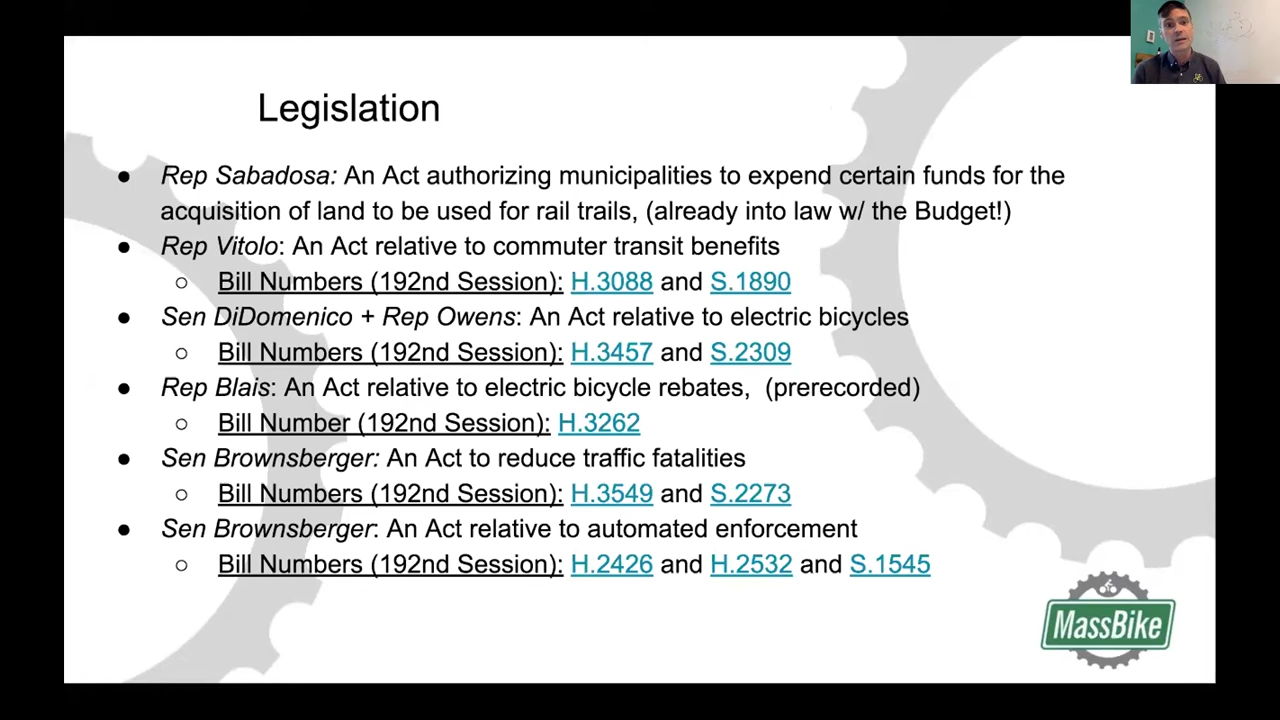 Legislation
● Rep Sabadosa: An Act authorizing municipalities to expend certain funds for the
acquisition of land to be used for rail trails, (already into law w/ the Budget!)
● Rep Vitolo: An Act relative to commuter transit benefits
○ Bill Numbers (192nd Session): H.3088 and S.1890
● Sen DiDomenico + Rep Owens: An Act relative to electric bicycles
○ Bill Numbers (192nd Session): H.3457 and S.2309
● Rep Blais: An Act relative to electric bicycle rebates,  (prerecorded)
○ Bill Number (192nd Session): H.3262
● Sen Brownsberger: An Act to reduce traffic fatalities
○ Bill Numbers (192nd Session): H.3549 and S.2273
● Sen Brownsberger: An Act relative to automated enforcement
○ Bill Numbers (192nd Session): H.2426 and H.2532 and S.1545
MassBike